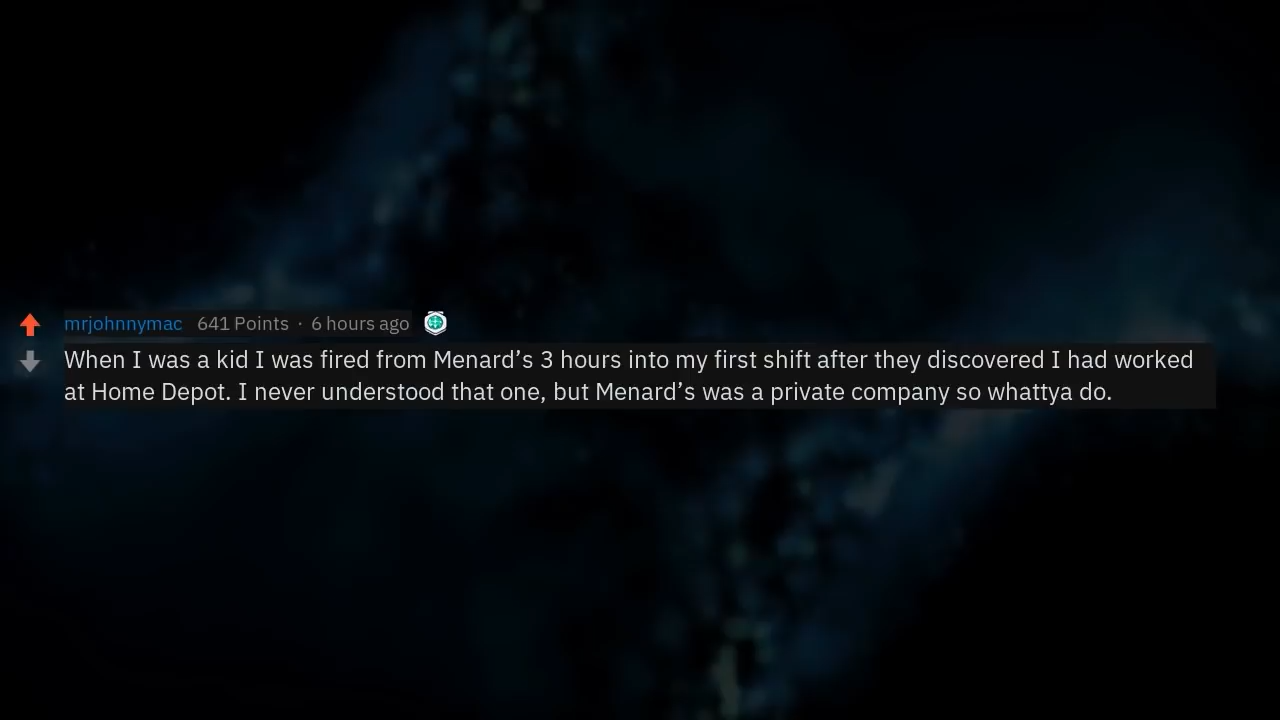 mrjohnnymac 641 Points · 6 hours ago
When I was a kid I was fired from Menard’s 3 hours into my first shift after they discovered I had worked
at Home Depot. I never understood that one, but Menard’s was a private company so whattya do.